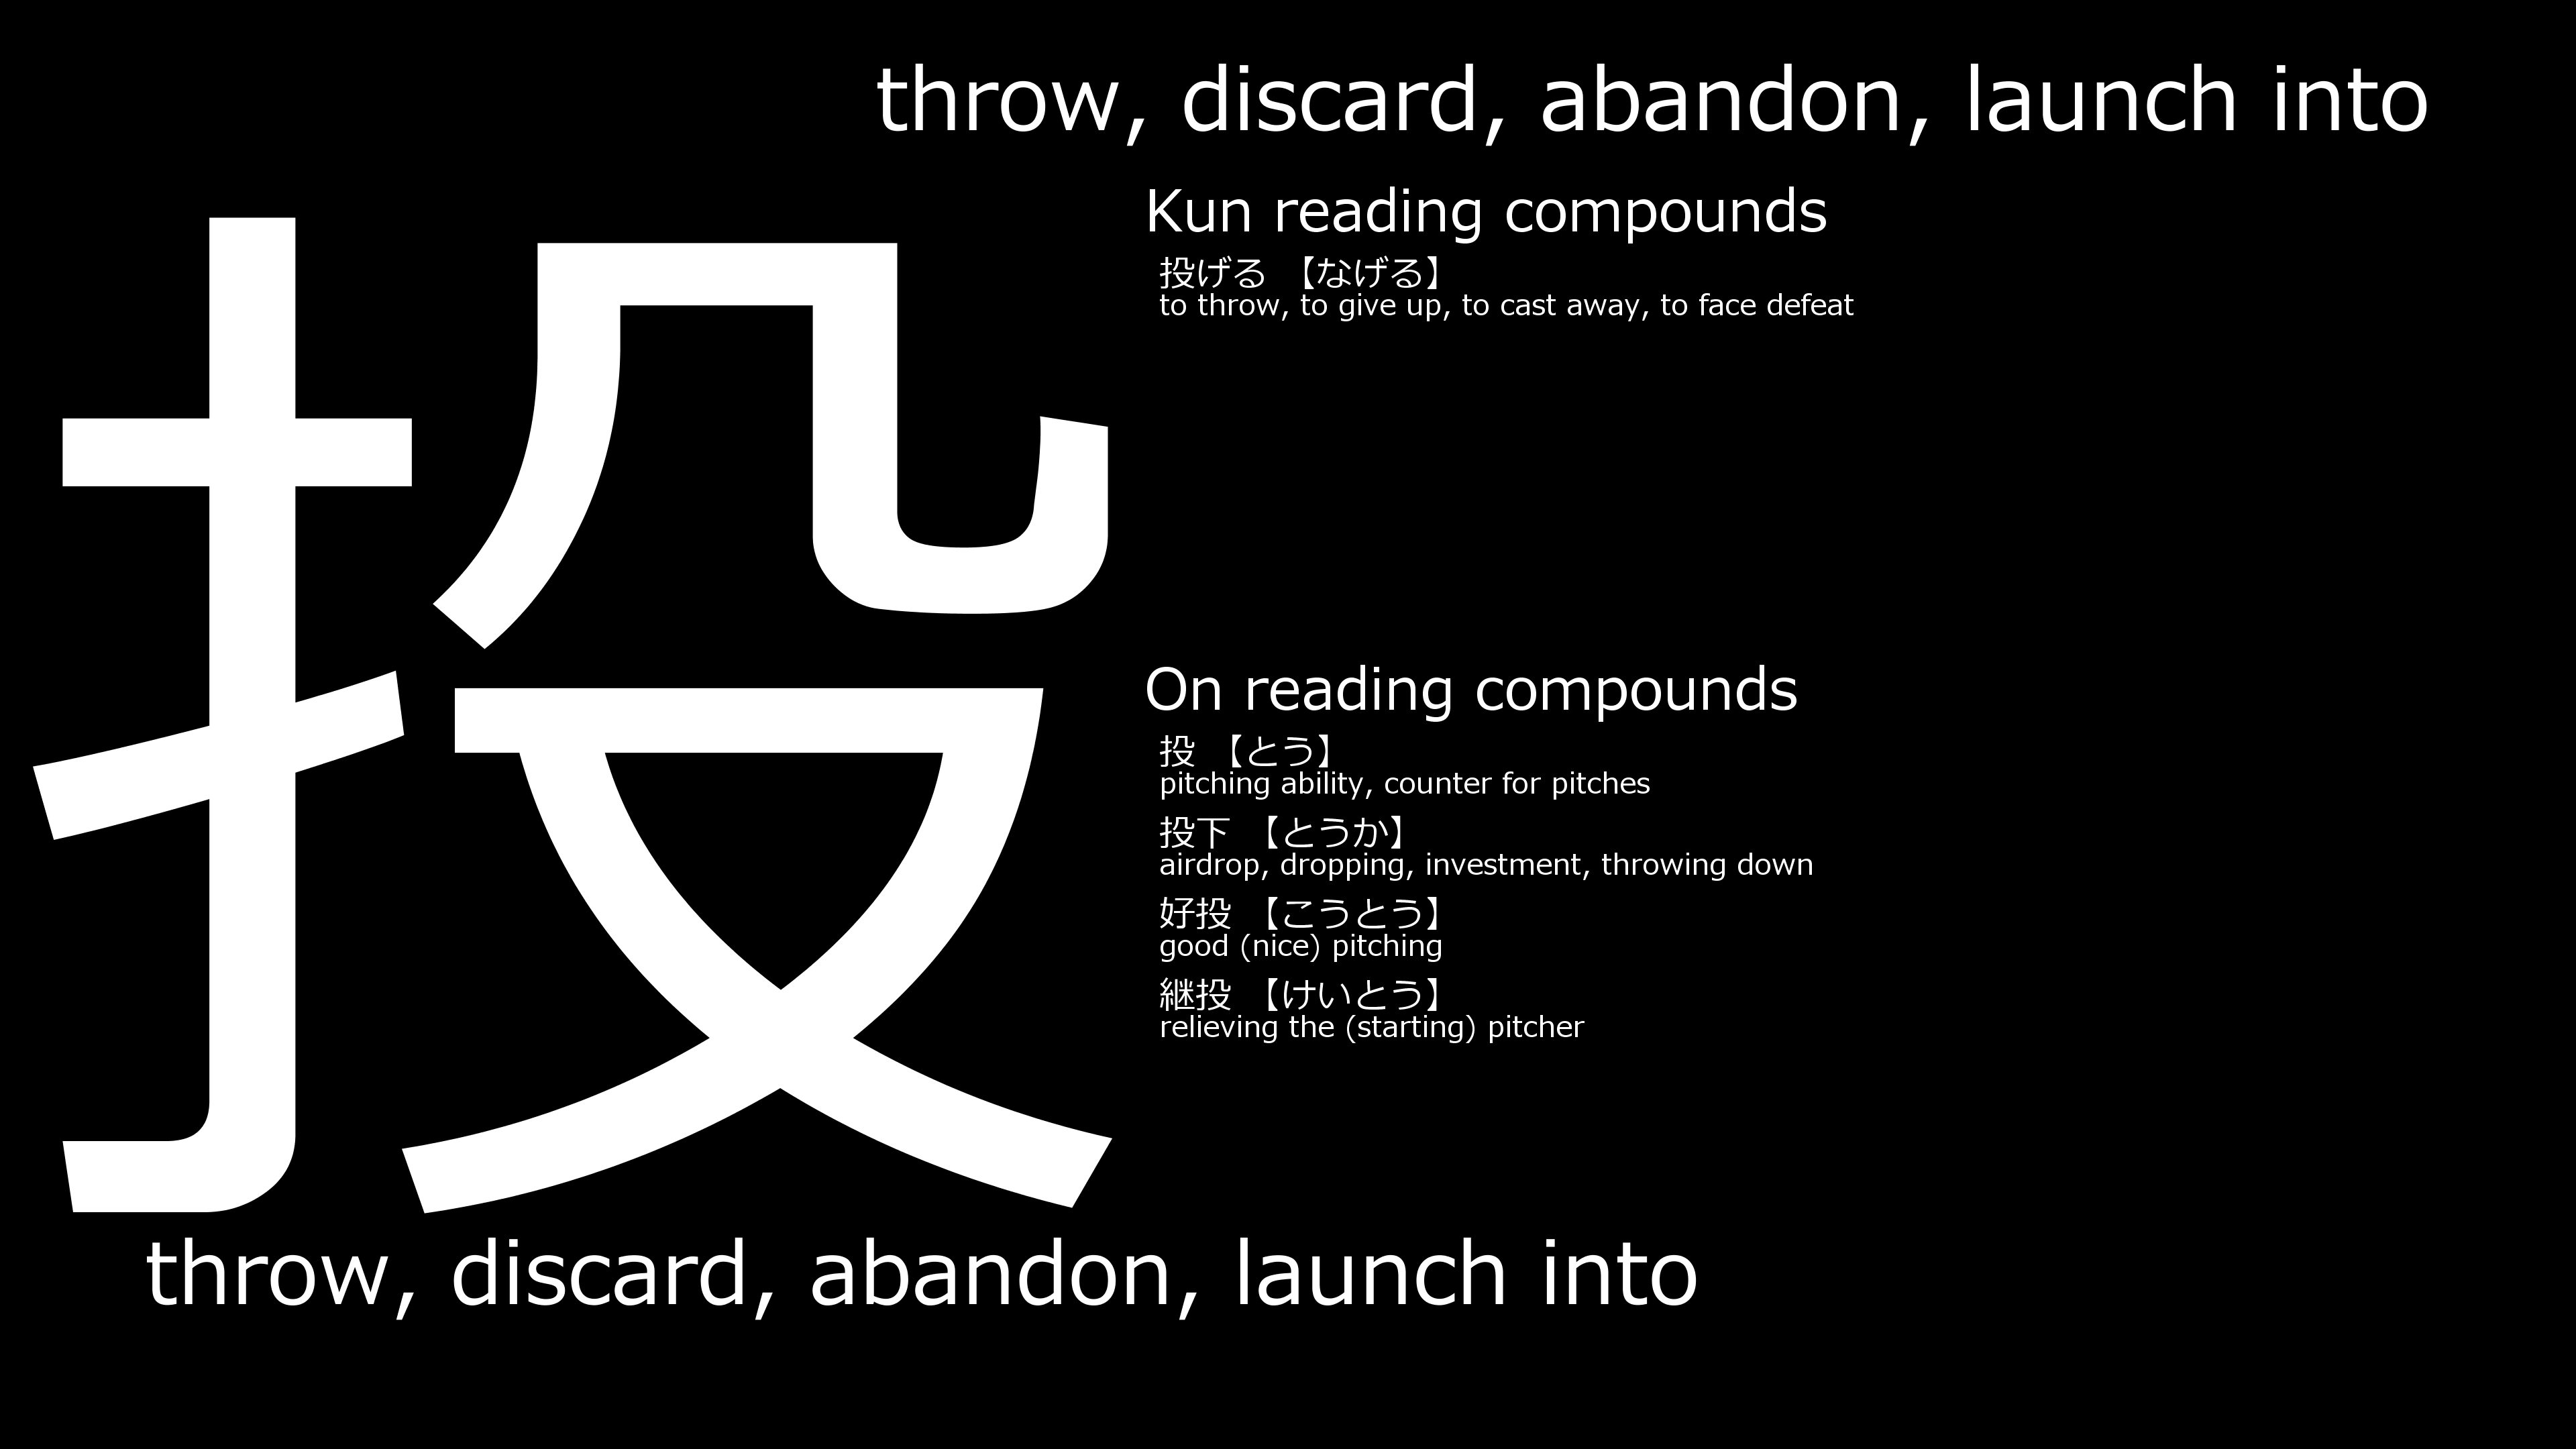 throw, discard, abandon, launch into
投
Kun reading compounds
投げる 【なげる】
to throw, to give up, to cast away, to face defeat
On reading compounds
投 【とう】
pitching ability, counter for pitches
投下 【とうか】
airdrop, dropping, investment, throwing down
好投 【こうとう】
good (nice) pitching
継投 【けいとう】
relieving the (starting) pitcher
throw, discard, abandon, launch into